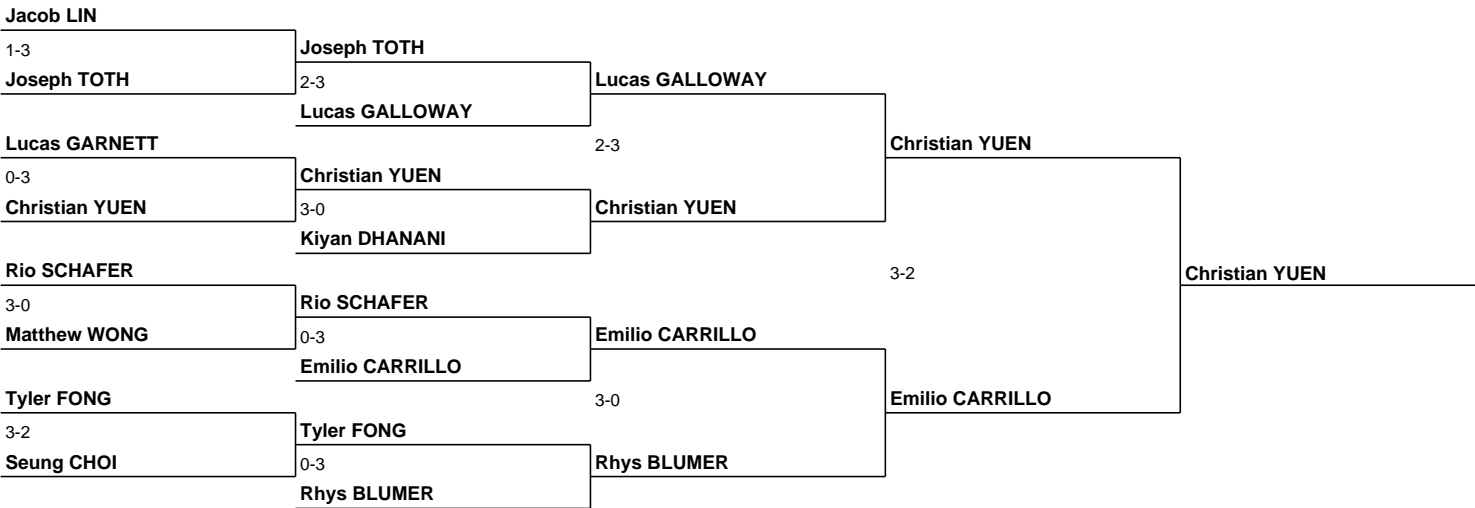 Jacob LIN
1-3
Joseph TOTH
Joseph TOTH
2-3
Lucas GALLOWAY
Lucas GALLOWAY
Lucas GARNETT
2-3
Christian YUEN
0-3
Christian YUEN
Christian YUEN
3-0
Christian YUEN
Kiyan DHANANI
Rio SCHAFER
3-2
Christian YUEN
3-0
Rio SCHAFER
Matthew WONG
0-3
Emilio CARRILLO
Emilio CARRILLO
Tyler FONG
3-0
Emilio CARRILLO
3-2
Tyler FONG
Seung CHOI
0-3
Rhys BLUMER
Rhys BLUMER